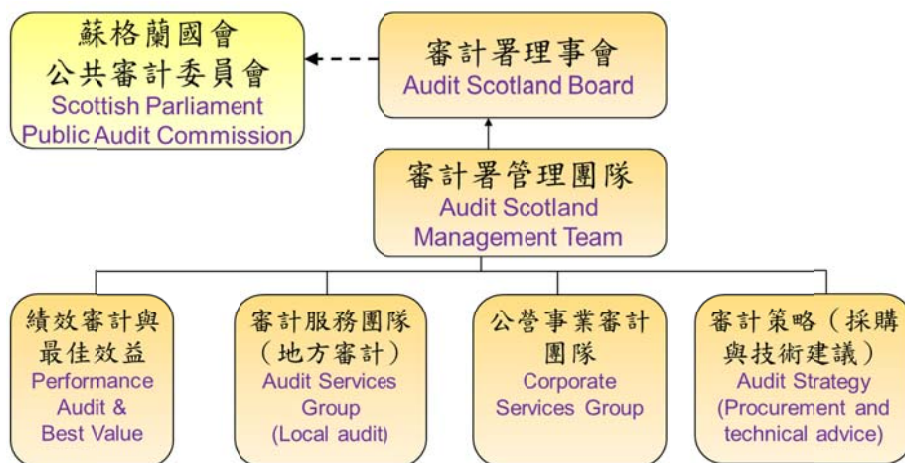 蘇格蘭國會
公共審計委員會
Scottish Parliament
Public Audit Commission
審計署理事會
Audit Scotland Board
審計署管理團隊
Audit Scotland
Management Team
績效審計與
最佳效益
Performance
Audit &
Best Value
審計服務團隊
（地方審計）
Audit Services
Group
(Local audit)
公營事業審計
團隊
Corporate
Services Group
審計策略（採購
與技術建議）
Audit Strategy
(Procurement and
technical advice)